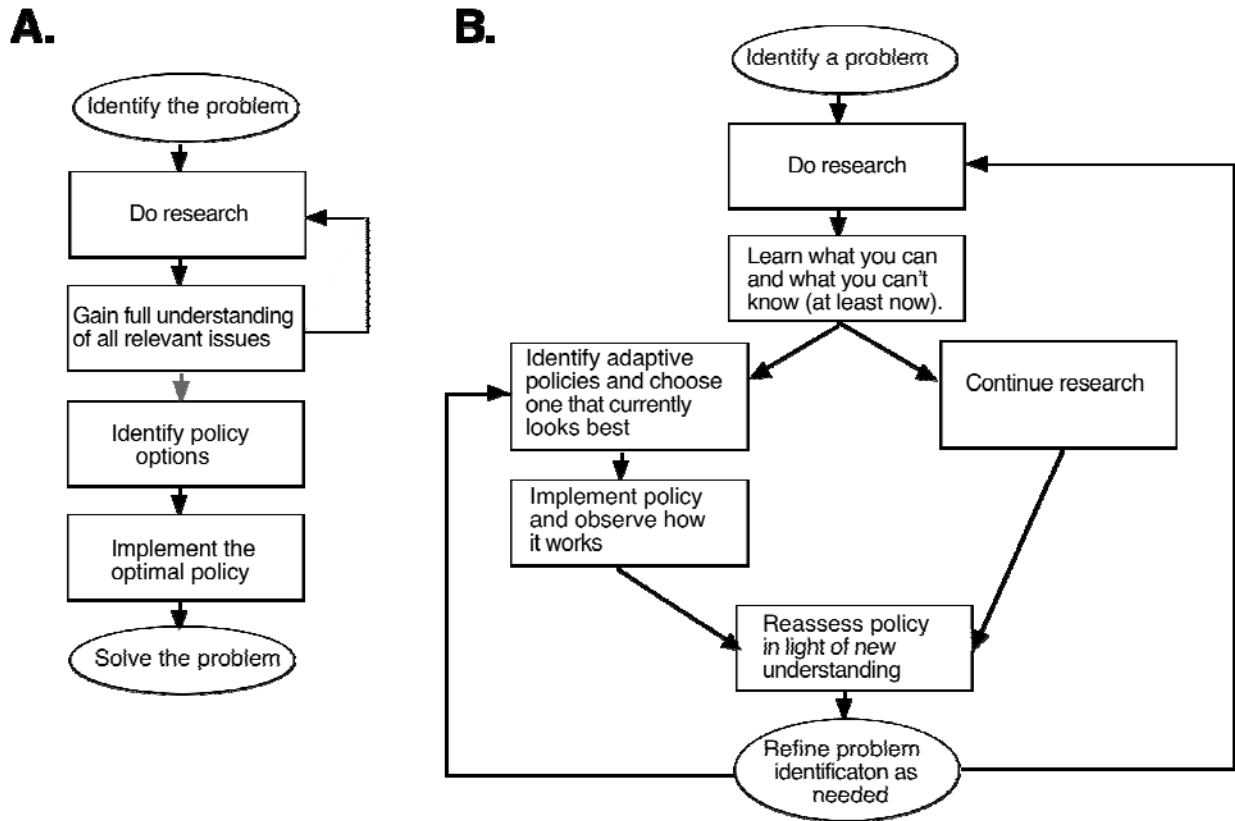 A.
Identify the problem
Do research
Gain full understanding
of all relevant issues
Identify policy
options
Implement the
optimal policy
Solve the problem
B.
Identify a problem
Do research
Learn what you can
and what you can't
know (at least now).
Identify adaptive
policies and choose
one that currently
looks best
Continue research
Implement policy
and observe how
it works
Reassess policy
in light of new
understanding
Refine problem
identificaton as
needed